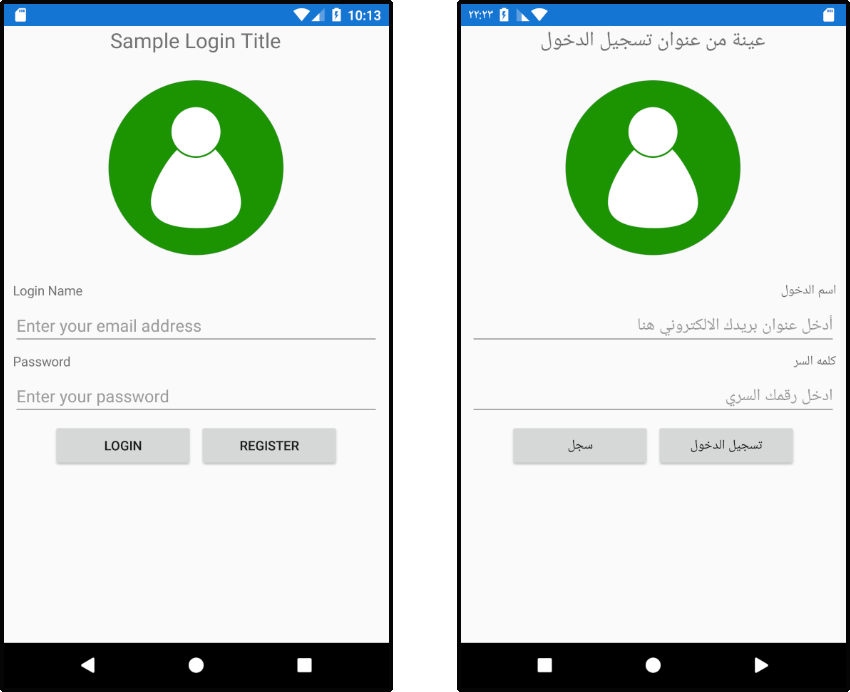 10:13
Sample Login Title
Login Name
Enter your email address
Password
Enter your password
LOGIN
REGISTER
٢٢:٢٣
عينة من عنوان تسجيل الدخول
اسم الدخول
أدخل عنوان بريدك الالكتروني هنا
كلمه السر
ادخل رقمك السري
تسجيل الدخول
سجل